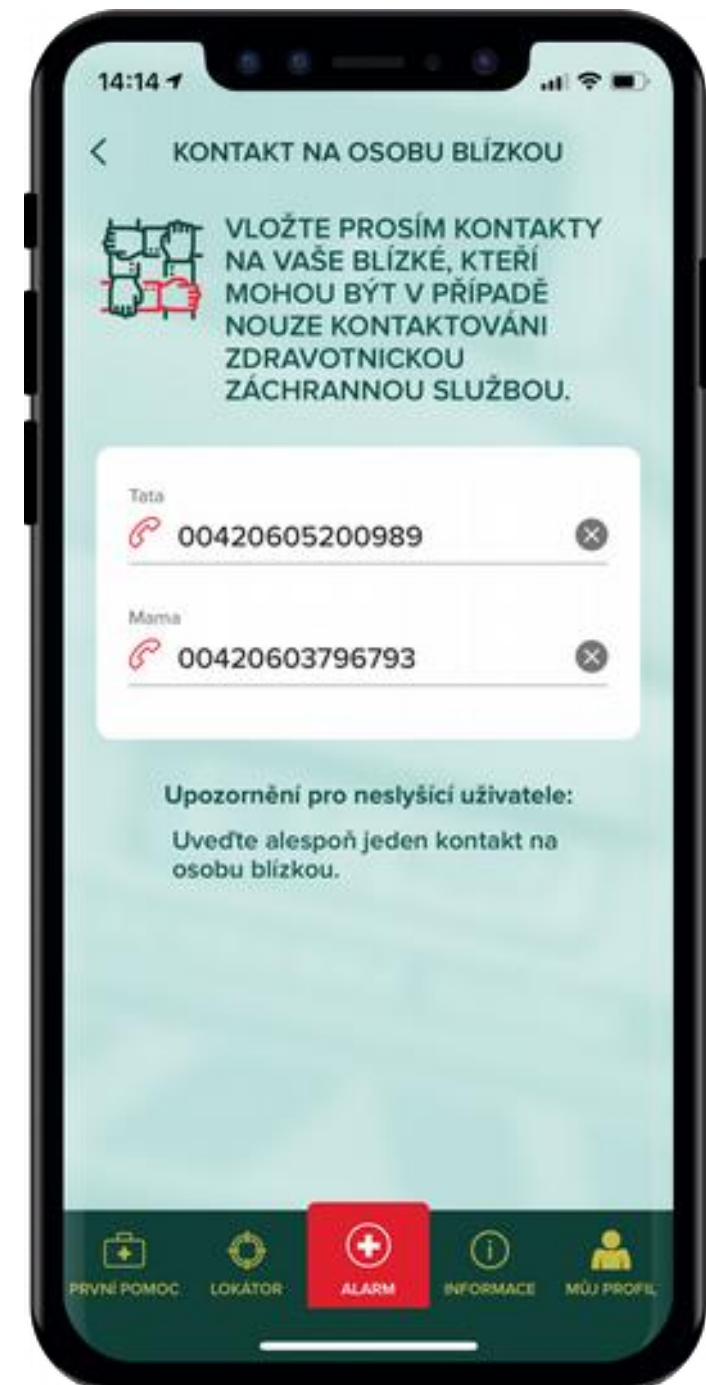 14:14
KONTAKT NA OSOBU BLÍZKOU
VLOŽTE PROSÍM KONTAKTY
NA VAŠE BLÍZKÉ, KTEŘÍ
MOHOU BÝT V PŘÍPADĚ
NOUZE KONTAKTOVÁNI
ZDRAVOTNICKOU
ZÁCHRANNOU SLUŽBOU.
Tata
00420605200989
Mama
00420603796793
Upozornění pro neslyšící uživatele:
Uveďte alespoň jeden kontakt na
osobu blízkou.
PRVNÍ POMOC LOKÁTOR ALARM INFORMACE MŮJ PROFIL